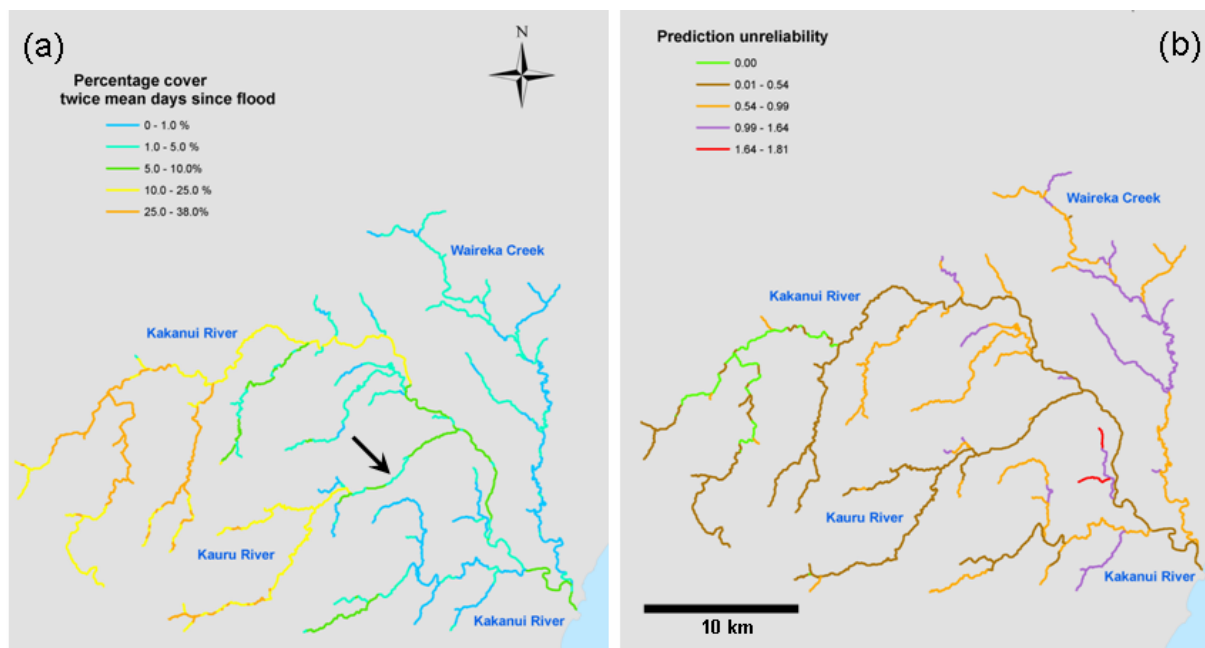 (a)
N
Percentage cover
twice mean days since flood
0 - 1.0 %
1.0 - 5.0 %
5.0 - 10.0%
10.0 - 25.0 %
25.0 - 38.0%
Waireka Creek
Kakanui River
Kauru River
Kakanui River
(b)
Prediction unreliability
0.00
0.01 - 0.54
0.54 - 0.99
0.99 - 1.64
1.64 - 1.81
Waireka Creek
Kakanui River
Kauru River
Kakanui River
10 km